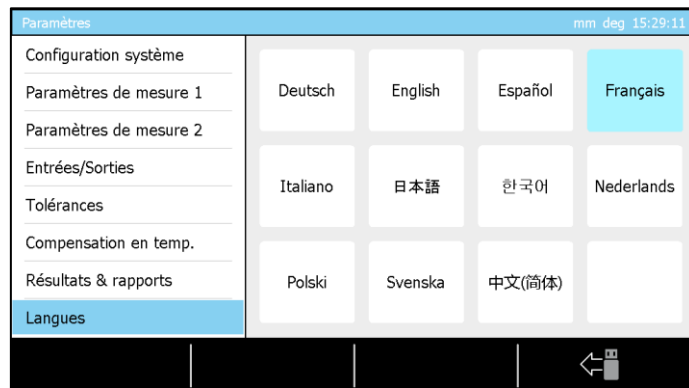 Paramètres
mm deg 15:29:11
Configuration système
Paramètres de mesure 1
Paramètres de mesure 2
Entrées/Sorties
Tolérances
Compensation en temp.
Résultats & rapports
Langues
Deutsch
English
Español
Français
Italiano
日本語
한국어
Nederlands
Polski
Svenska
中文(简体)